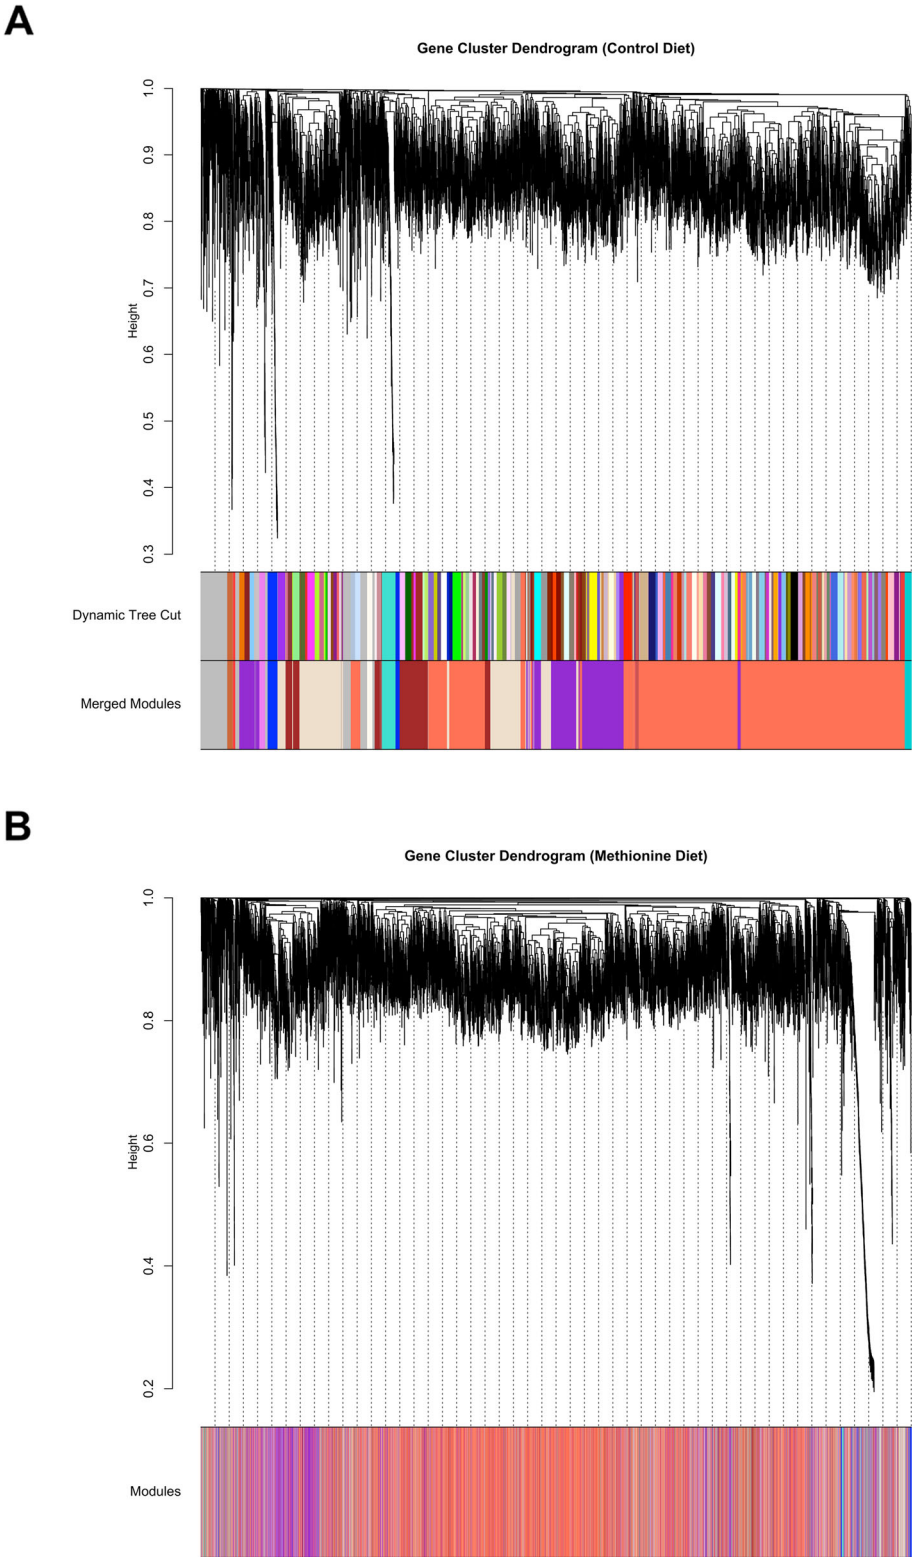 A
Gene Cluster Dendrogram (Control Diet)
1.0
0.9
0.8
0.7
0.6
0.5
0.4
0.3
Height
Dynamic Tree Cut
Merged Modules
B
Gene Cluster Dendrogram (Methionine Diet)
1.0
0.8
0.6
0.4
0.2
Height
Modules